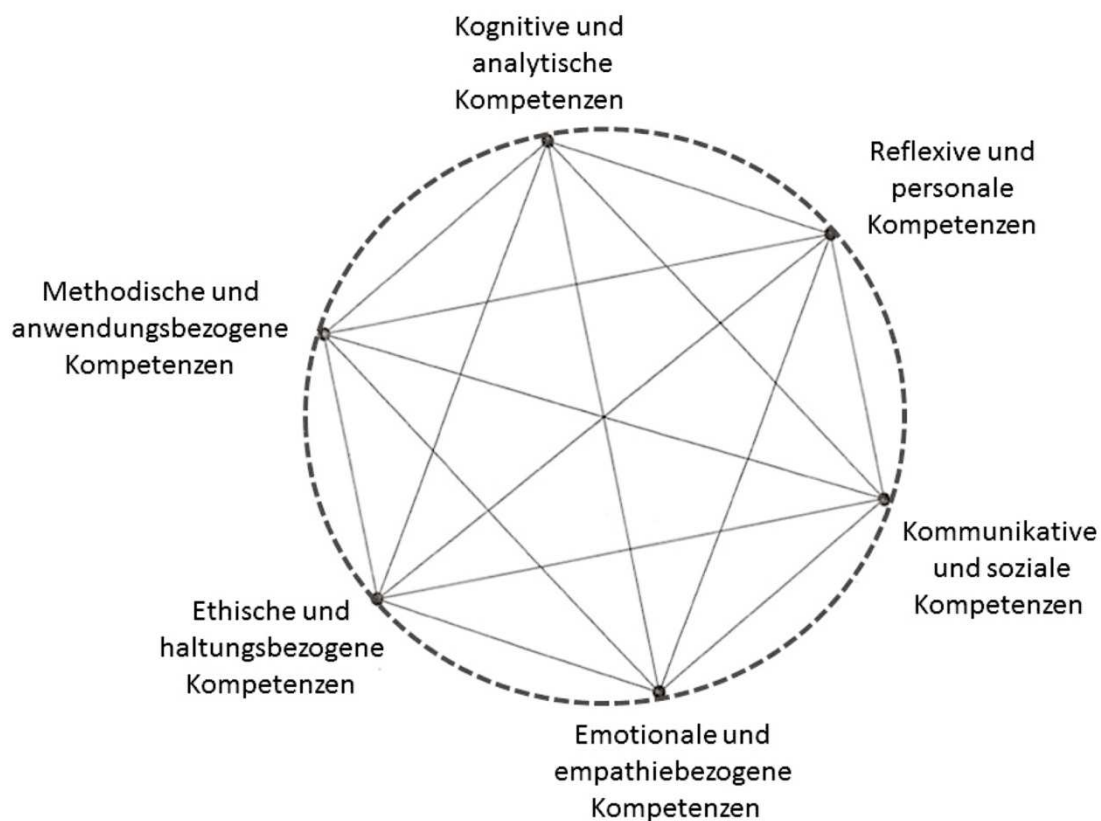 Kognitive und
analytische
Kompetenzen
Reflexive und
personale
Kompetenzen
Methodische und
anwendungsbezogene
Kompetenzen
Kommunikative
und soziale
Kompetenzen
Ethische und
haltungsbezogene
Kompetenzen
Emotionale und
empathiebezogene
Kompetenzen